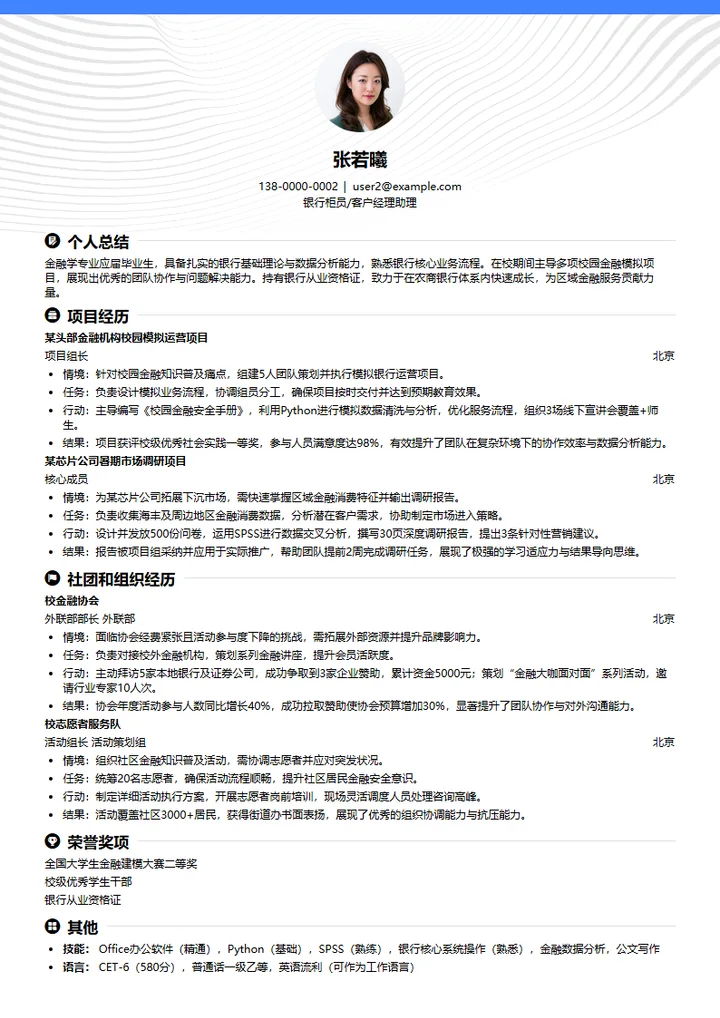 张若曦
138-0000-0002 | user2@example.com
银行柜员/客户经理助理
个人总结
金融学专业应届毕业生，具备扎实的银行基础理论与数据分析能力，熟悉银行核心业务流程。在校期间主导多项校园金融模拟项
目，展现出优秀的团队协作与问题解决能力。持有银行从业资格证，致力于在农商银行体系内快速成长，为区域金融服务贡献力
量。
项目经历
某头部金融机构校园模拟运营项目
项目组长 北京
• 情境：针对校园金融知识普及痛点，组建5人团队策划并执行模拟银行运营项目。
• 任务：负责设计模拟业务流程，协调组员分工，确保项目按时交付并达到预期教育效果。
• 行动：主导编写《校园金融安全手册》，利用Python进行模拟数据清洗与分析，优化服务流程，组织3场线下宣讲会覆盖+师
生。
• 结果：项目获评校级优秀社会实践一等奖，参与人员满意度达98%，有效提升了团队在复杂环境下的协作效率与数据分析能力。
某芯片公司暑期市场调研项目
核心成员 北京
• 情境：为某芯片公司拓展下沉市场，需快速掌握区域金融消费特征并输出调研报告。
• 任务：负责收集海丰及周边地区金融消费数据，分析潜在客户需求，协助制定市场进入策略。
• 行动：设计并发放500份问卷，运用SPSS进行数据交叉分析，撰写30页深度调研报告，提出3条针对性营销建议。
• 结果：报告被项目组采纳并应用于实际推广，帮助团队提前2周完成调研任务，展现了极强的学习适应力与结果导向思维。
社团和组织经历
校金融协会
外联部部长 外联部 北京
• 情境：面临协会经费紧张且活动参与度下降的挑战，需拓展外部资源并提升品牌影响力。
• 任务：负责对接校外金融机构，策划系列金融讲座，提升会员活跃度。
• 行动：主动拜访5家本地银行及证券公司，成功争取到3家企业赞助，累计资金5000元；策划“金融大咖面对面”系列活动，邀
请行业专家10人次。
• 结果：协会年度活动参与人数同比增长40%，成功拉取赞助使协会预算增加30%，显著提升了团队协作与对外沟通能力。
校志愿者服务队
活动组长 活动策划组 北京
• 情境：组织社区金融知识普及活动，需协调志愿者并应对突发状况。
• 任务：统筹20名志愿者，确保活动流程顺畅，提升社区居民金融安全意识。
• 行动：制定详细活动执行方案，开展志愿者岗前培训，现场灵活调度人员处理咨询高峰。
• 结果：活动覆盖社区3000+居民，获得街道办书面表扬，展现了优秀的组织协调能力与抗压能力。
荣誉奖项
全国大学生金融建模大赛二等奖
校级优秀学生干部
银行从业资格证
其他
• 技能： Office办公软件（精通），Python（基础），SPSS（熟练），银行核心系统操作（熟悉），金融数据分析，公文写作
• 语言： CET-6（580分），普通话一级乙等，英语流利（可作为工作语言）